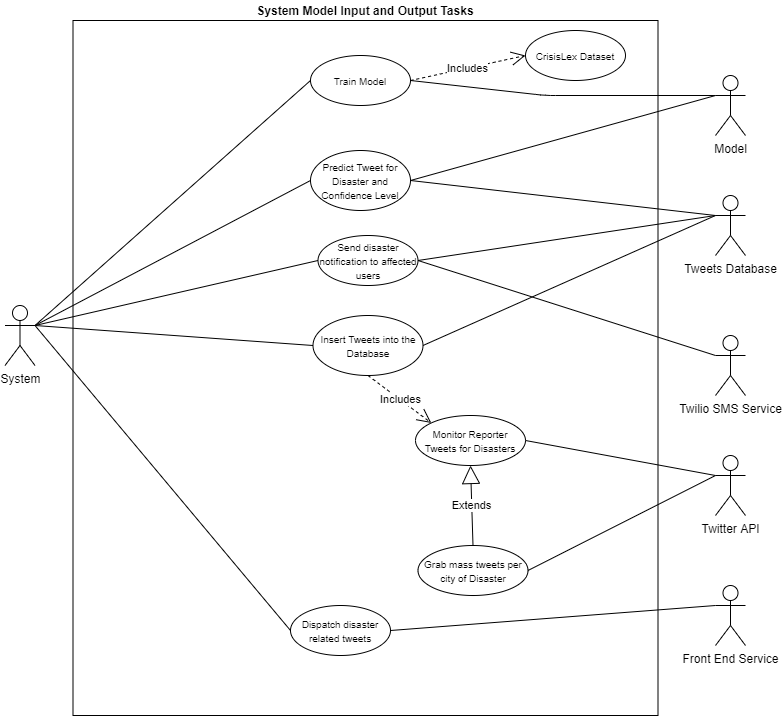 System Model Input and Output Tasks
CrisisLex Dataset
Includes
Train Model
Model
Predict Tweet for
Disaster and
Confidence Level
Send disaster
notification to affected
users
Tweets Database
Insert Tweets into the
Database
System
Includes
Twilio SMS Service
Monitor Reporter
Tweets for Disasters
Extends
Twitter API
Grab mass tweets per
city of Disaster
Dispatch disaster
related tweets
Front End Service